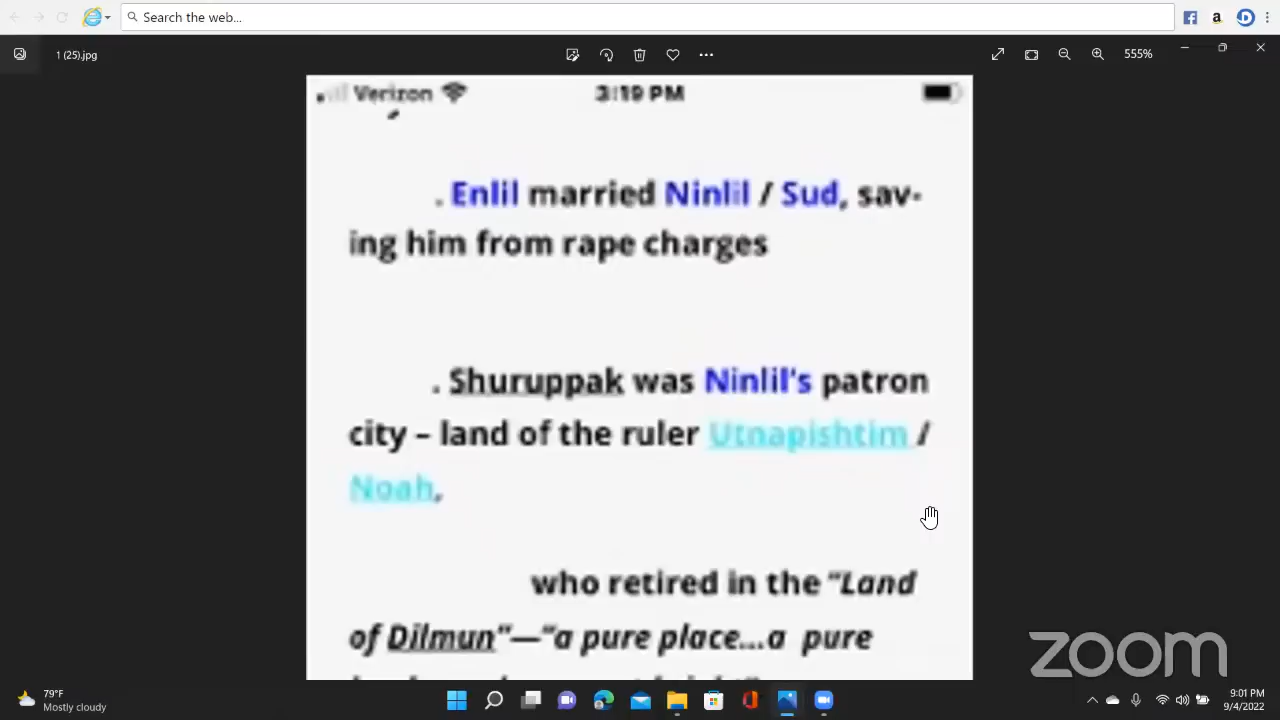 Search the web...
1 (25).jpg
555%
Verizon 3:19 PM
. Enlil married Ninlil / Sud, sav-
ing him from rape charges
. Shuruppak was Ninlil's patron
city – land of the ruler Utnapishtim /
Noah,
who retired in the "Land
of Dilmun"—"a pure place...a pure
zoom
79°F
Mostly cloudy
9:01 PM
9/4/2022